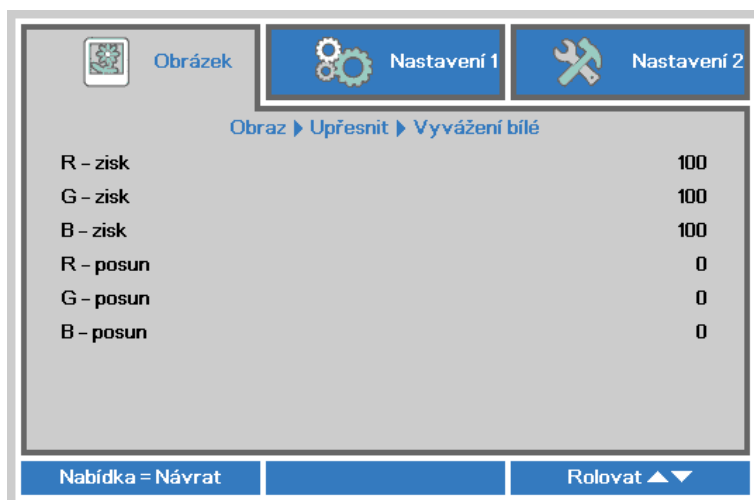 Obrázek Nastavení 1 Nastavení 2
Obraz Upřesnit Vyvážení bílé
R – zisk 100
G – zisk 100
B – zisk 100
R – posun 0
G – posun 0
B – posun 0
Nabídka = Návrat Rolovat ▲▼